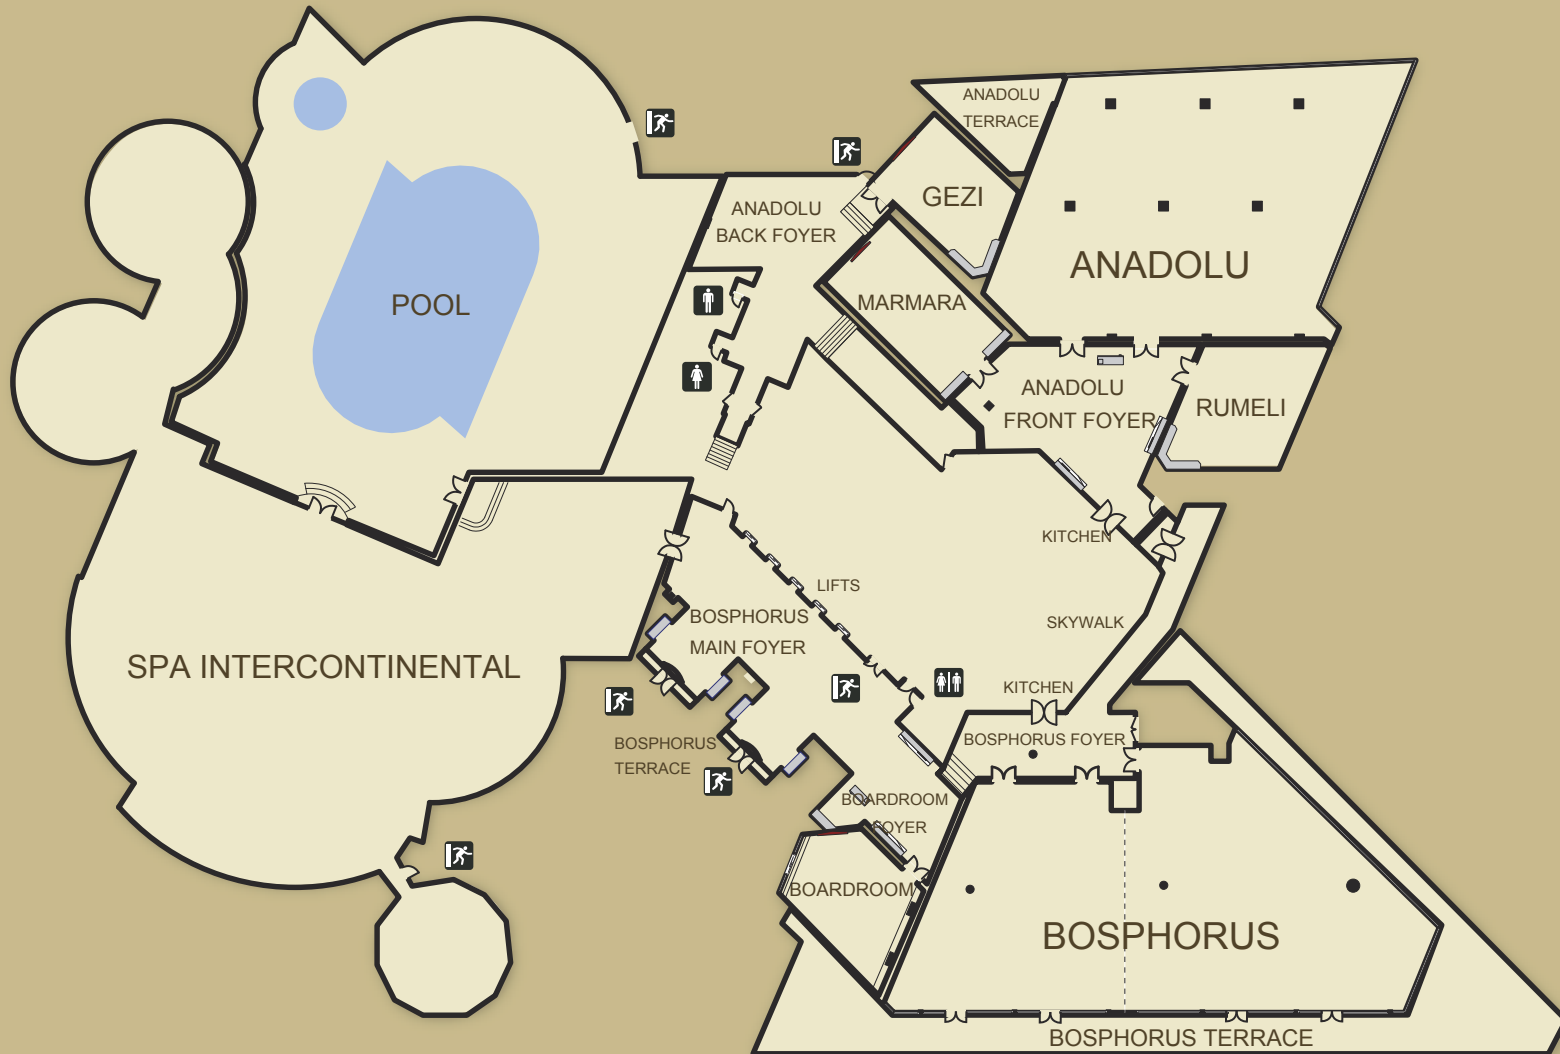 ANADOLU
TERRACE
GEZI
ANADOLU
BACK FOYER
ANADOLU
POOL
MARMARA
ANADOLU
FRONT FOYER
RUMELI
KITCHEN
LIFTS
BOSPHORUS
MAIN FOYER
SKYWALK
SPA INTERCONTINENTAL
KITCHEN
BOSPHORUS FOYER
BOSPHORUS
TERRACE
BOARDROOM
FOYER
BOARDROOM
BOSPHORUS
BOSPHORUS TERRACE